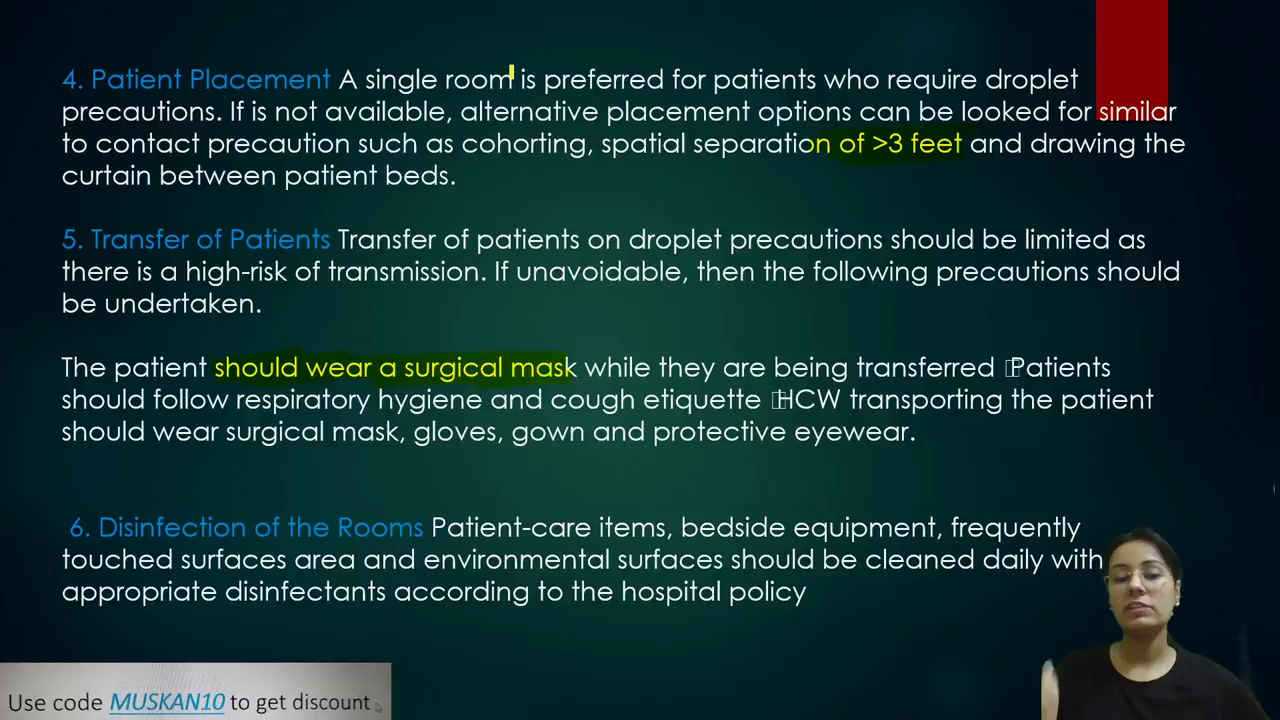 4. Patient Placement A single room is preferred for patients who require droplet
precautions. If is not available, alternative placement options can be looked for similar
to contact precaution such as cohorting, spatial separation of >3 feet and drawing the
curtain between patient beds.
5. Transfer of Patients Transfer of patients on droplet precautions should be limited as
there is a high-risk of transmission. If unavoidable, then the following precautions should
be undertaken.
The patient should wear a surgical mask while they are being transferred Patients
should follow respiratory hygiene and cough etiquette HCW transporting the patient
should wear surgical mask, gloves, gown and protective eyewear.
6. Disinfection of the Rooms Patient-care items, bedside equipment, frequently
touched surfaces area and environmental surfaces should be cleaned daily with
appropriate disinfectants according to the hospital policy
Use code MUSKAN10 to get discount